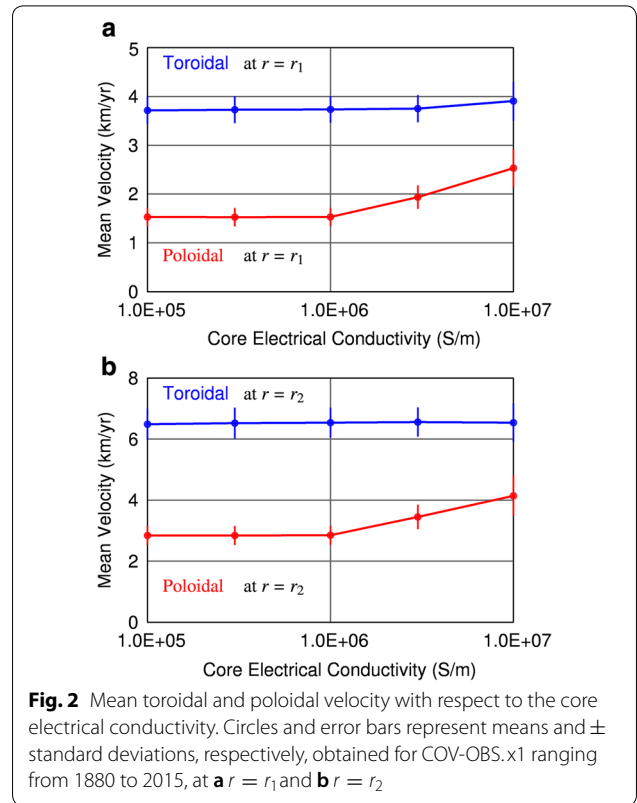 a
5
Toroidal at r = r₁
4
3
2
1
Poloidal at r = r₁
0
Mean Velocity (km/yr)
1.0E+05 1.0E+06 1.0E+07
Core Electrical Conductivity (S/m)
b
8
Toroidal at r = r₂
6
4
2
Poloidal at r = r₂
0
Mean Velocity (km/yr)
1.0E+05 1.0E+06 1.0E+07
Core Electrical Conductivity (S/m)
Fig. 2 Mean toroidal and poloidal velocity with respect to the core
electrical conductivity. Circles and error bars represent means and ±
standard deviations, respectively, obtained for COV-OBS.x1 ranging
from 1880 to 2015, at a r = r₁ and b r = r₂